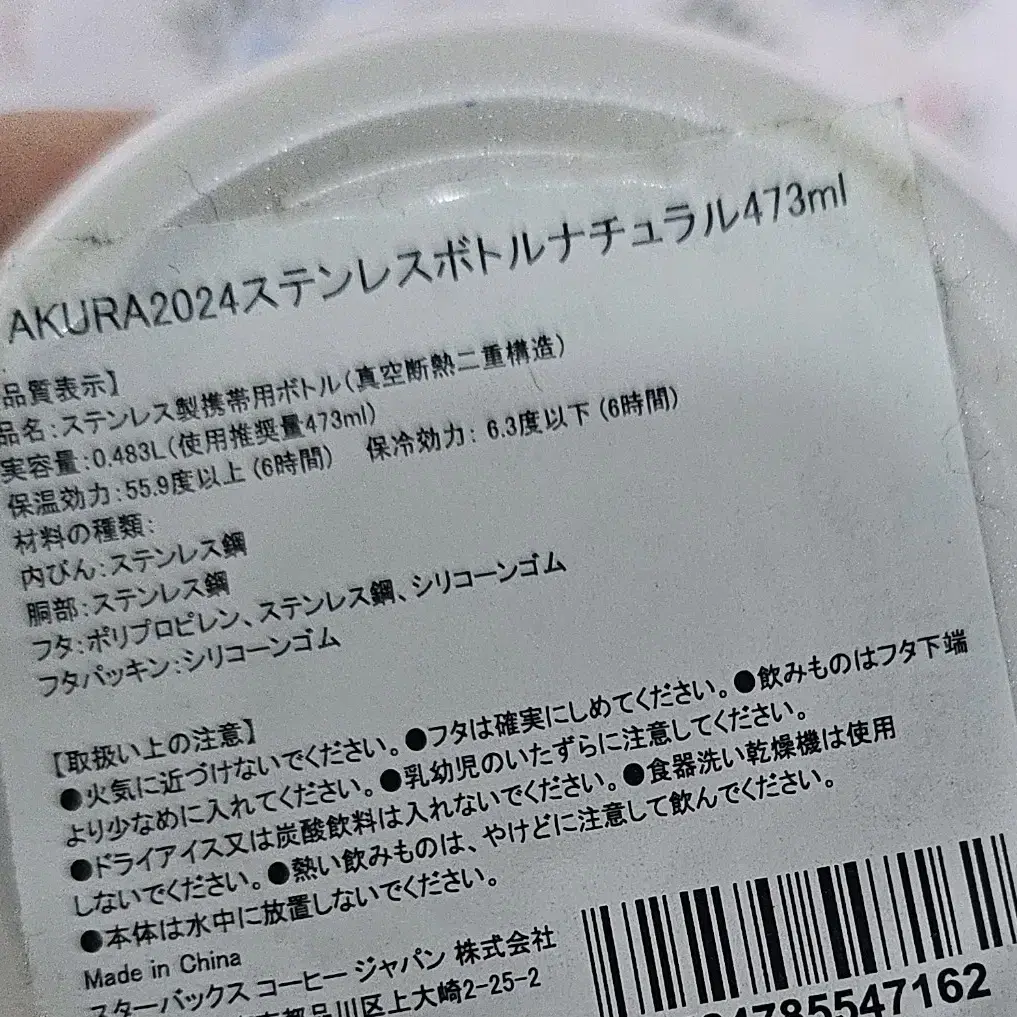 AKURA2024ステンレスボトルナチュラル473ml
品質表示】
品名:ステンレス製携帯用ボトル(真空断熱二重構造)
実容量:0.483L(使用推奨量473ml)
保温効力:55.9度以上(6時間) 保冷効力: 6.3度以下(6時間)
材料の種類:
内びん:ステンレス鋼
胴部:ステンレス鋼
フタ:ポリプロピレン、ステンレス鋼、シリコーンゴム
フタパッキン:シリコーンゴム
【取扱い上の注意】
●火気に近づけないでください。●フタは確実にしめてください。●飲みものはフタ下端
より少なめに入れてください。●乳幼児のいたずらに注意してください。
●ドライアイス又は炭酸飲料は入れないでください。●食器洗い乾燥機は使用
しないでください。●熱い飲みものは、やけどに注意して飲んでください。
●本体は水中に放置しないでください。
Made in China
スターバックス コーヒー ジャパン 株式会社
品川区上大崎2-25-2
4785547162